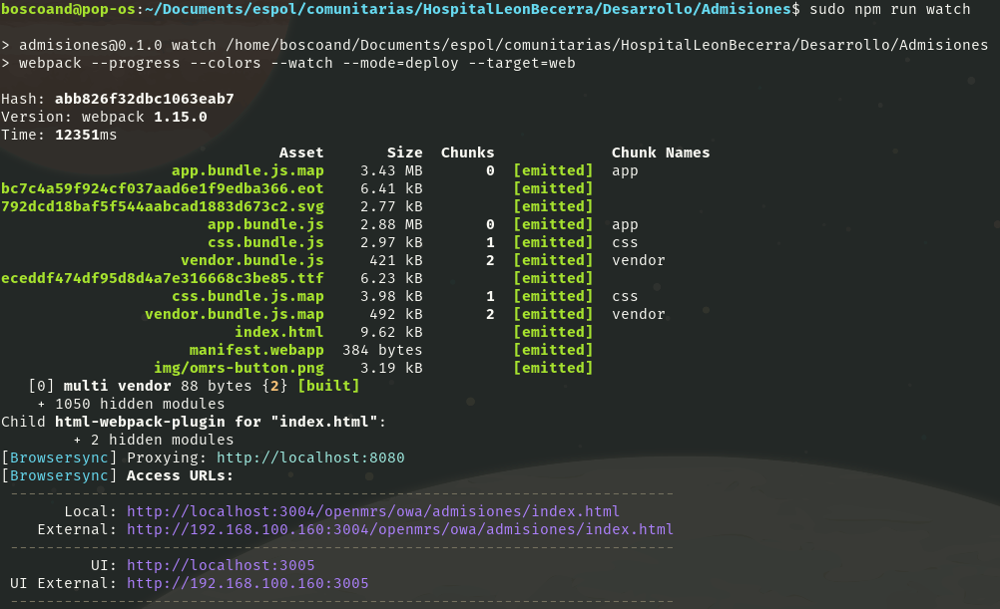 boscoand@pop-os:~/Documents/espol/comunitarias/HospitalLeonBecerra/Desarrollo/Admisiones$ sudo npm run watch
> admisiones@0.1.0 watch /home/boscoand/Documents/espol/comunitarias/HospitalLeonBecerra/Desarrollo/Admisiones
> webpack --progress --colors --watch --mode=deploy --target=web
Hash: abb826f32dbc1063eab7
Version: webpack 1.15.0
Time: 12351ms
Asset Size Chunks Chunk Names
app.bundle.js.map 3.43 MB 0 [emitted] app
bc7c4a59f924cf037aad6e1f9edba366.eot 6.41 kB [emitted]
792dcd18baf5f544aabcad1883d673c2.svg 2.77 kB [emitted]
app.bundle.js 2.88 MB 0 [emitted] app
css.bundle.js 2.97 kB 1 [emitted] css
vendor.bundle.js 421 kB 2 [emitted] vendor
eceddf474df95d8d4a7e316668c3be85.ttf 6.23 kB [emitted]
css.bundle.js.map 3.98 kB 1 [emitted] css
vendor.bundle.js.map 492 kB 2 [emitted] vendor
index.html 9.62 kB [emitted]
manifest.webapp 384 bytes [emitted]
img/omrs-button.png 3.19 kB [emitted]
[0] multi vendor 88 bytes {2} [built]
+ 1050 hidden modules
Child html-webpack-plugin for "index.html":
+ 2 hidden modules
[Browsersync] Proxying: http://localhost:8080
[Browsersync] Access URLs:
--------------------------------------------------------------------------
Local: http://localhost:3004/openmrs/owa/admisiones/index.html
External: http://192.168.100.160:3004/openmrs/owa/admisiones/index.html
--------------------------------------------------------------------------
UI: http://localhost:3005
UI External: http://192.168.100.160:3005
--------------------------------------------------------------------------